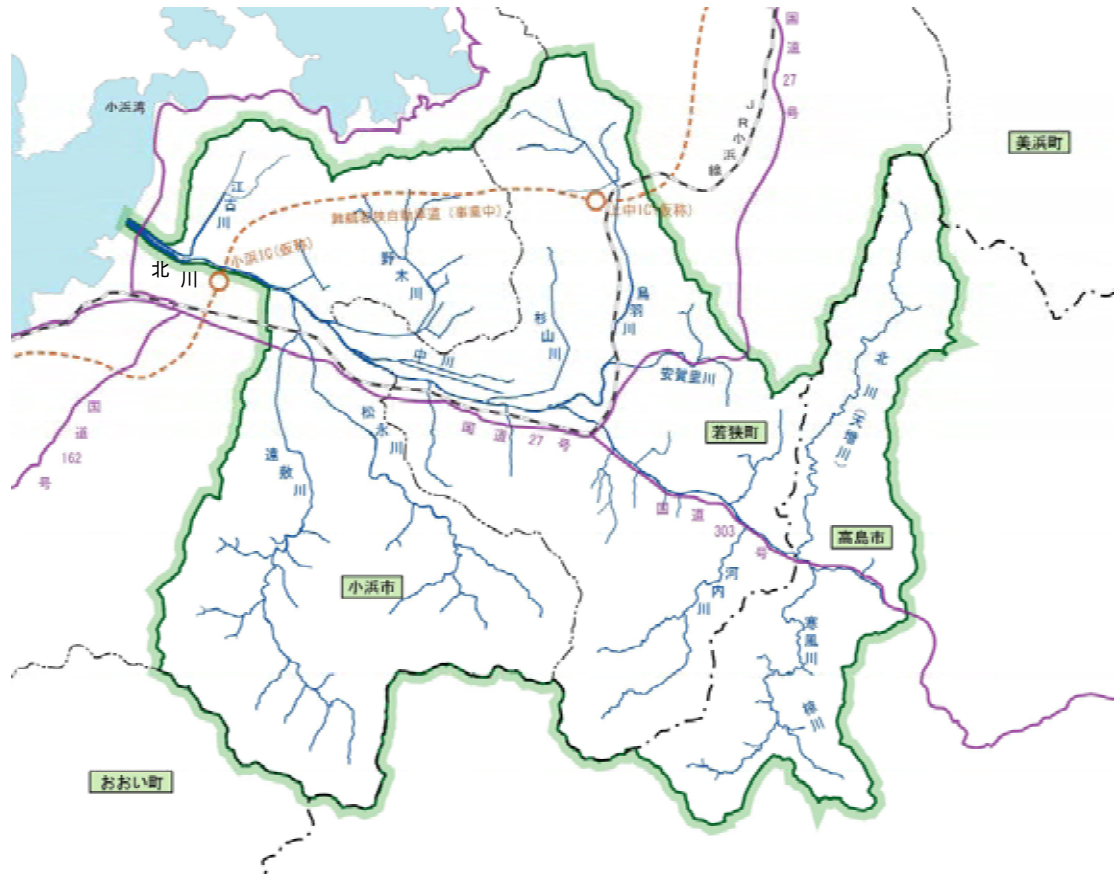 小浜湾
国道27号
JR小浜線
美浜町
江古川
舞鶴若狭自動車道(事業中)
上中IC(仮称)
小浜IC(仮称)
北川
野木川
鳥羽川
杉山川
中川
安賀里川
北川(天増川)
国道162号
松永川
国道27号
若狭町
遠敷川
国道303号
高島市
小浜市
河内川
寒風川
椋川
おおい町